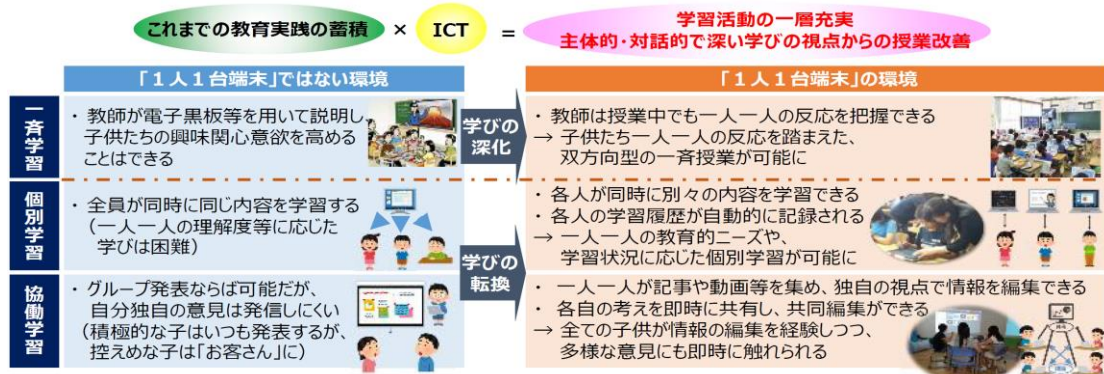 これまでの教育実践の蓄積 × ICT =
学習活動の一層充実
主体的・対話的で深い学びの視点からの授業改善
「１人１台端末」ではない環境
「１人１台端末」の環境
一斉学習
・ 教師が電子黒板等を用いて説明し、
子供たちの興味関心意欲を高める
ことはできる
学びの
深化
・ 教師は授業中でも一人一人の反応を把握できる
→ 子供たち一人一人の反応を踏まえた、
双方向型の一斉授業が可能に
個別学習
・ 全員が同時に同じ内容を学習する
（一人一人の理解度等に応じた
学びは困難）
学びの
転換
・ 各人が同時に別々の内容を学習できる
・ 各人の学習履歴が自動的に記録される
→ 一人一人の教育的ニーズや、
学習状況に応じた個別学習が可能に
協働学習
・ グループ発表ならば可能だが、
自分独自の意見は発信しにくい
（積極的な子はいつも発表するが、
控えめな子は「お客さん」に）
・ 一人一人が記事や動画等を集め、独自の視点で情報を編集できる
・ 各自の考えを即時に共有し、共同編集ができる
→ 全ての子供が情報の編集を経験しつつ、
多様な意見にも即時に触れられる